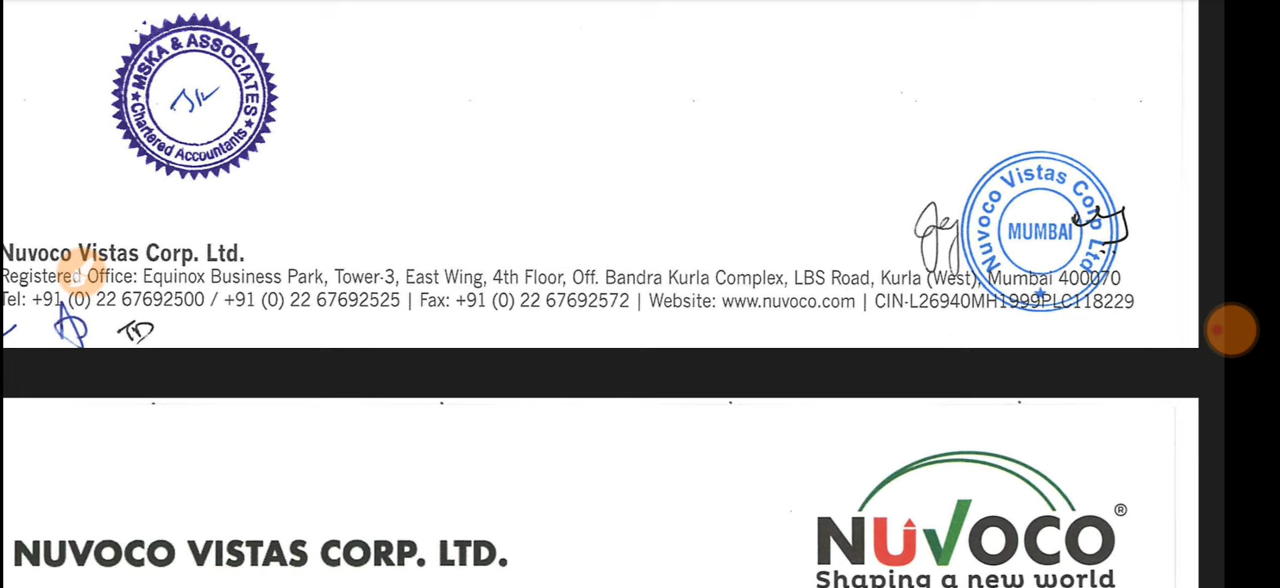 MSKA & ASSOCIATES
Chartered Accountants
Nuvoco Vistas Corp Ltd
MUMBAI
Nuvoco Vistas Corp. Ltd.
Registered Office: Equinox Business Park, Tower-3, East Wing, 4th Floor, Off. Bandra Kurla Complex, LBS Road, Kurla (West), Mumbai 400070
Tel: +91 (0) 22 67692500 / +91 (0) 22 67692525 | Fax: +91 (0) 22 67692572 | Website: www.nuvoco.com | CIN-L26940MH1999PLC118229
TD
NUVOCO VISTAS CORP. LTD.
NUVOCO®
Shaping a new world